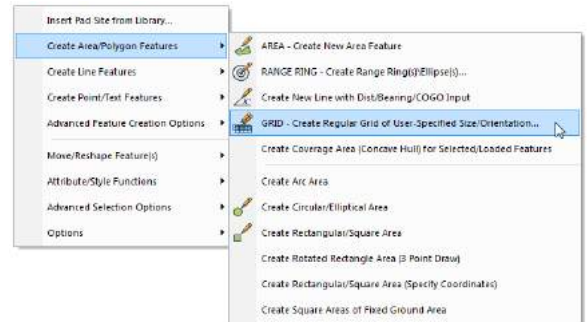 Insert Pad Site from Library...
Create Area/Polygon Features
Create Line Features
Create Point/Text Features
Advanced Feature Creation Options
Move/Reshape Feature(s)
Attribute/Style Functions
Advanced Selection Options
Options
AREA - Create New Area Feature
RANGE RING - Create Range Ring(s)\Ellipse(s)...
Create New Line with Dist/Bearing/COGO Input
GRID - Create Regular Grid of User-Specified Size/Orientation...
Create Coverage Area (Concave Hull) for Selected/Loaded Features
Create Arc Area
Create Circular/Elliptical Area
Create Rectangular/Square Area
Create Rotated Rectangle Area (3 Point Draw)
Create Rectangular/Square Area (Specify Coordinates)
Create Square Areas of Fixed Ground Area